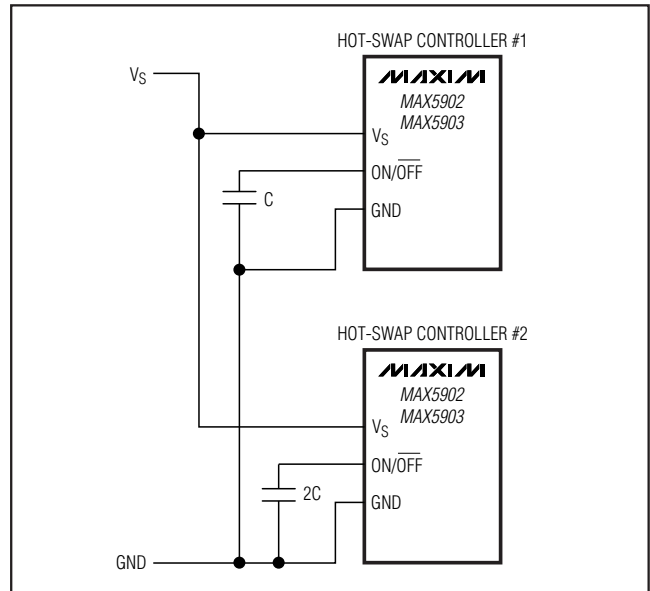 HOT-SWAP CONTROLLER #1
VS
MAXIM
MAX5902
MAX5903
VS
ON/OFF
C
GND
HOT-SWAP CONTROLLER #2
MAXIM
MAX5902
MAX5903
VS
ON/OFF
2C
GND
GND